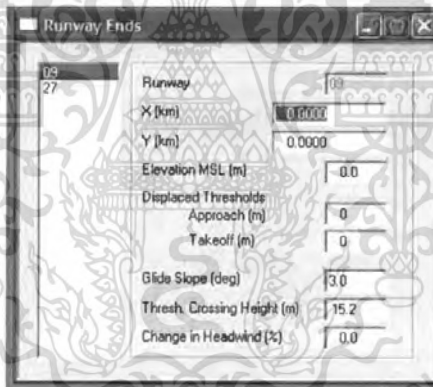 Runway Ends
09
27
Runway 09
X (km) 0.0000
Y (km) 0.0000
Elevation MSL (m) 0.0
Displaced Thresholds
Approach (m) 0
Takeoff (m) 0
Glide Slope (deg) 3.0
Thresh. Crossing Height (m) 15.2
Change in Headwind (%) 0.0